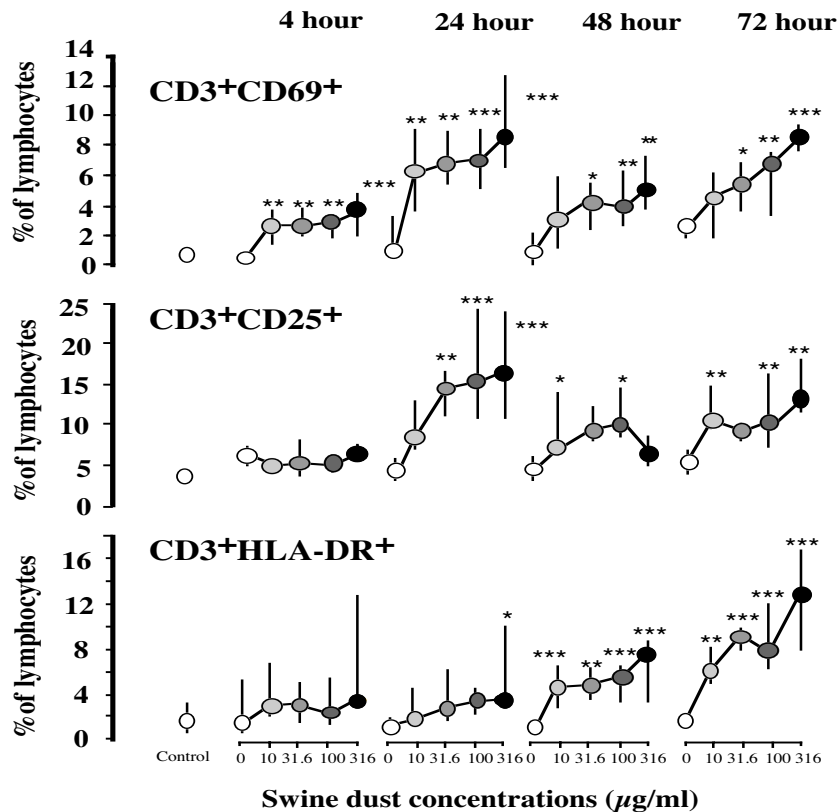 4 hour 24 hour 48 hour 72 hour
%of lymphocytes
14
12
10
8
6
4
2
0
CD3+CD69+
** ** ** ***
** ** *** ***
* ** **
* ** ***
%of lymphocytes
25
20
15
10
5
0
CD3+CD25+
** *** ***
* *
** ** **
%of lymphocytes
16
12
8
4
0
CD3+HLA-DR+
*
*** ** *** ***
** *** *** ***
Control 0 10 31.6 100 316 0 10 31.6 100 316 0 10 31.6 100 316 0 10 31.6 100 316
Swine dust concentrations (µg/ml)